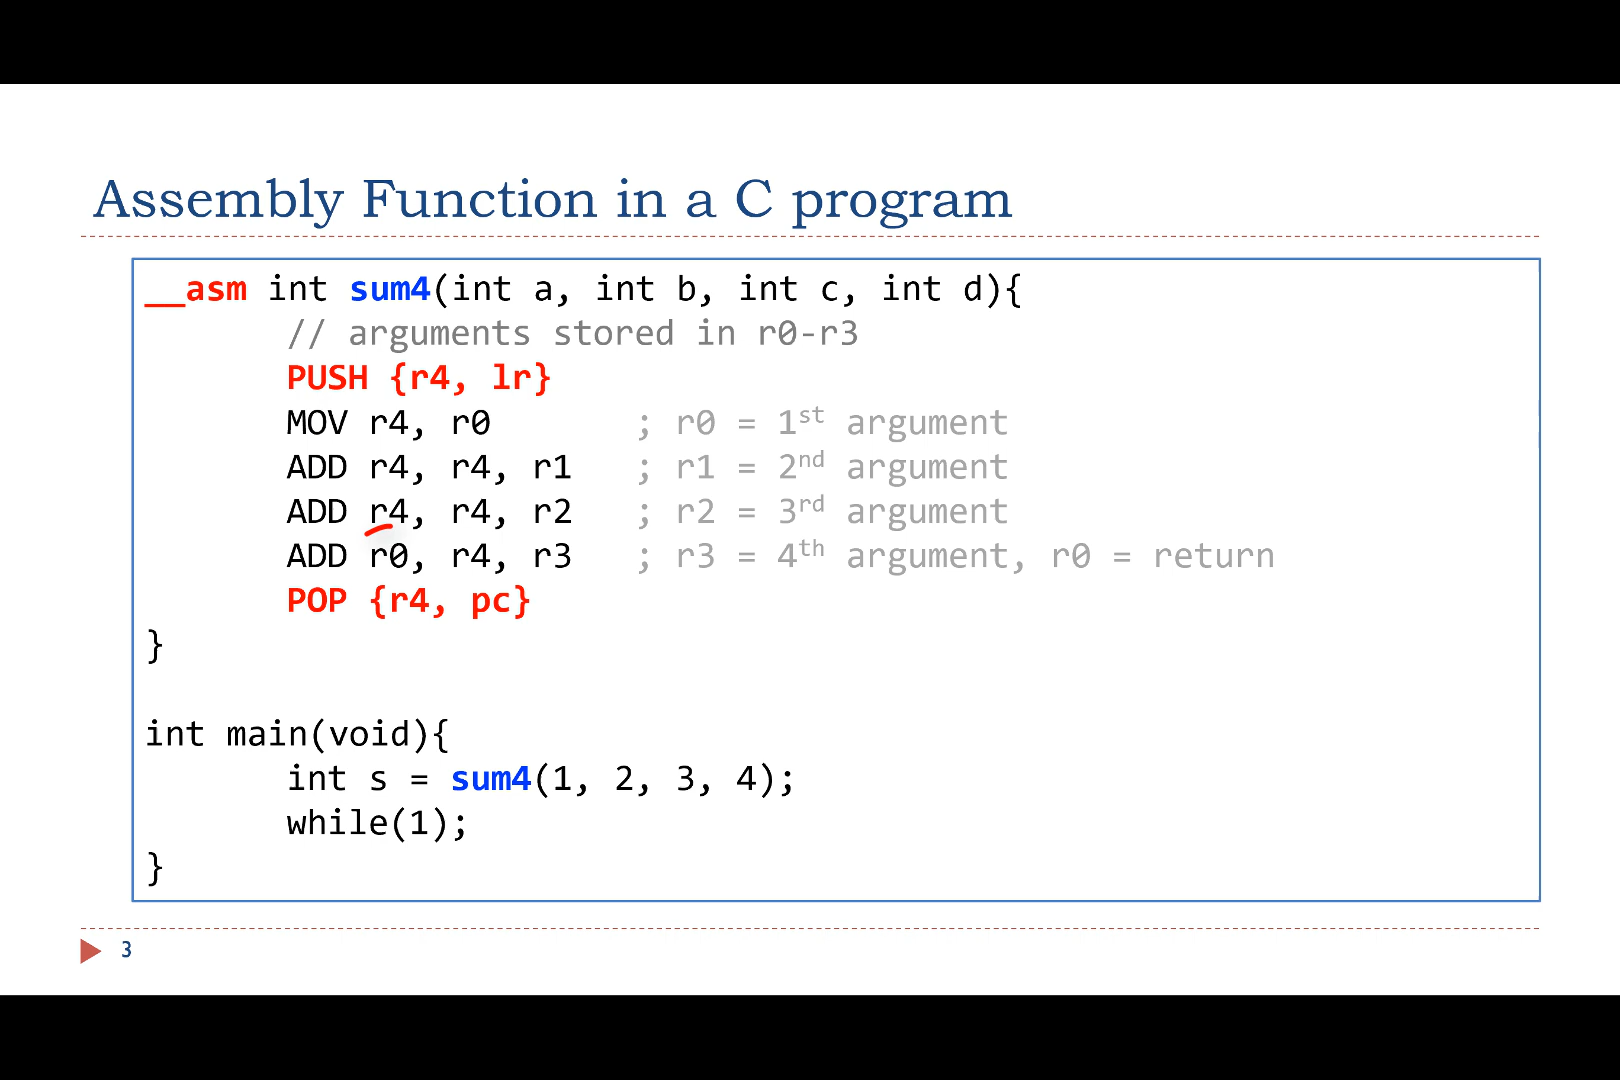 Assembly Function in a C program
__asm int sum4(int a, int b, int c, int d){
// arguments stored in r0-r3
PUSH {r4, lr}
MOV r4, r0 ; r0 = 1st argument
ADD r4, r4, r1 ; r1 = 2nd argument
ADD r4, r4, r2 ; r2 = 3rd argument
ADD r0, r4, r3 ; r3 = 4th argument, r0 = return
POP {r4, pc}
}
int main(void){
int s = sum4(1, 2, 3, 4);
while(1);
}
3